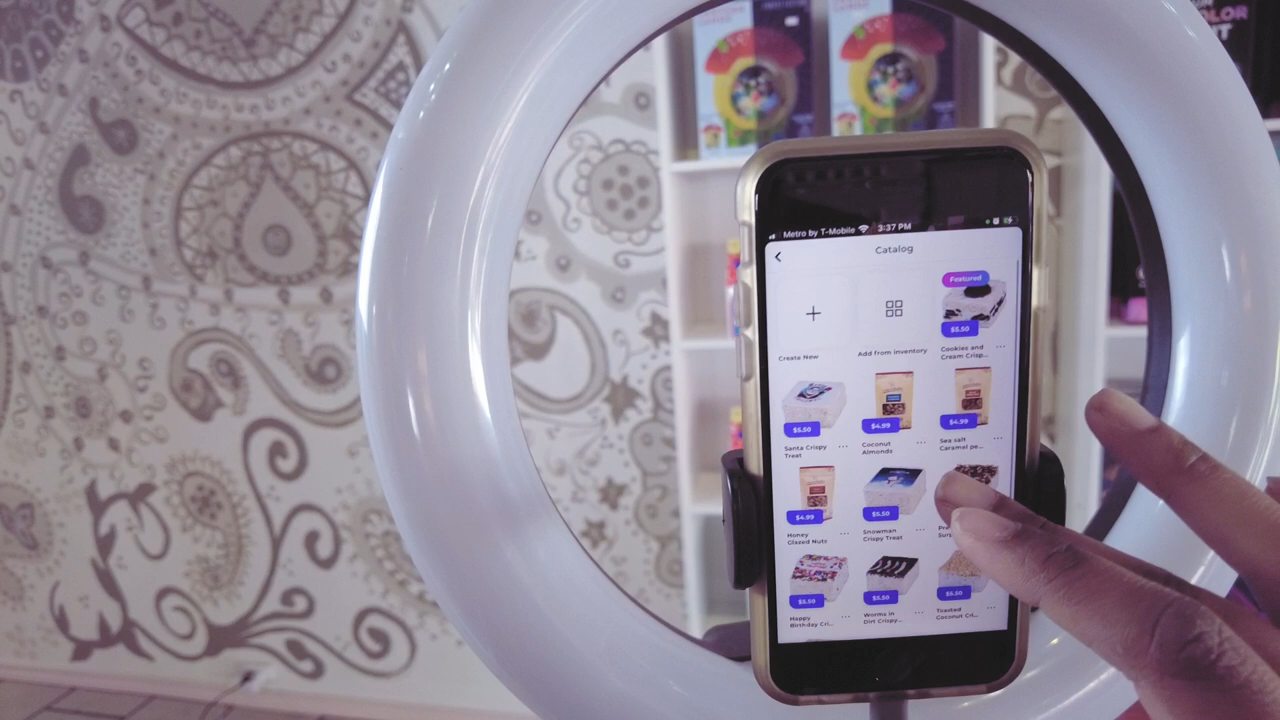 Metro by T-Mobile 3:37 PM
Catalog
Featured
$5.50
Create New
Add from inventory
Cookies and
Cream Crisp...
$5.50
$4.99
$4.99
Santa Crispy
Treat
Coconut
Almonds
Sea salt
Caramel pe...
$4.99
$5.50
Honey
Glazed Nuts
Snowman
Crispy Treat
$5.50
$5.50
$5.50
Happy
Birthday Cri...
Worms in
Dirt Crispy...
Toasted
Coconut Cri...